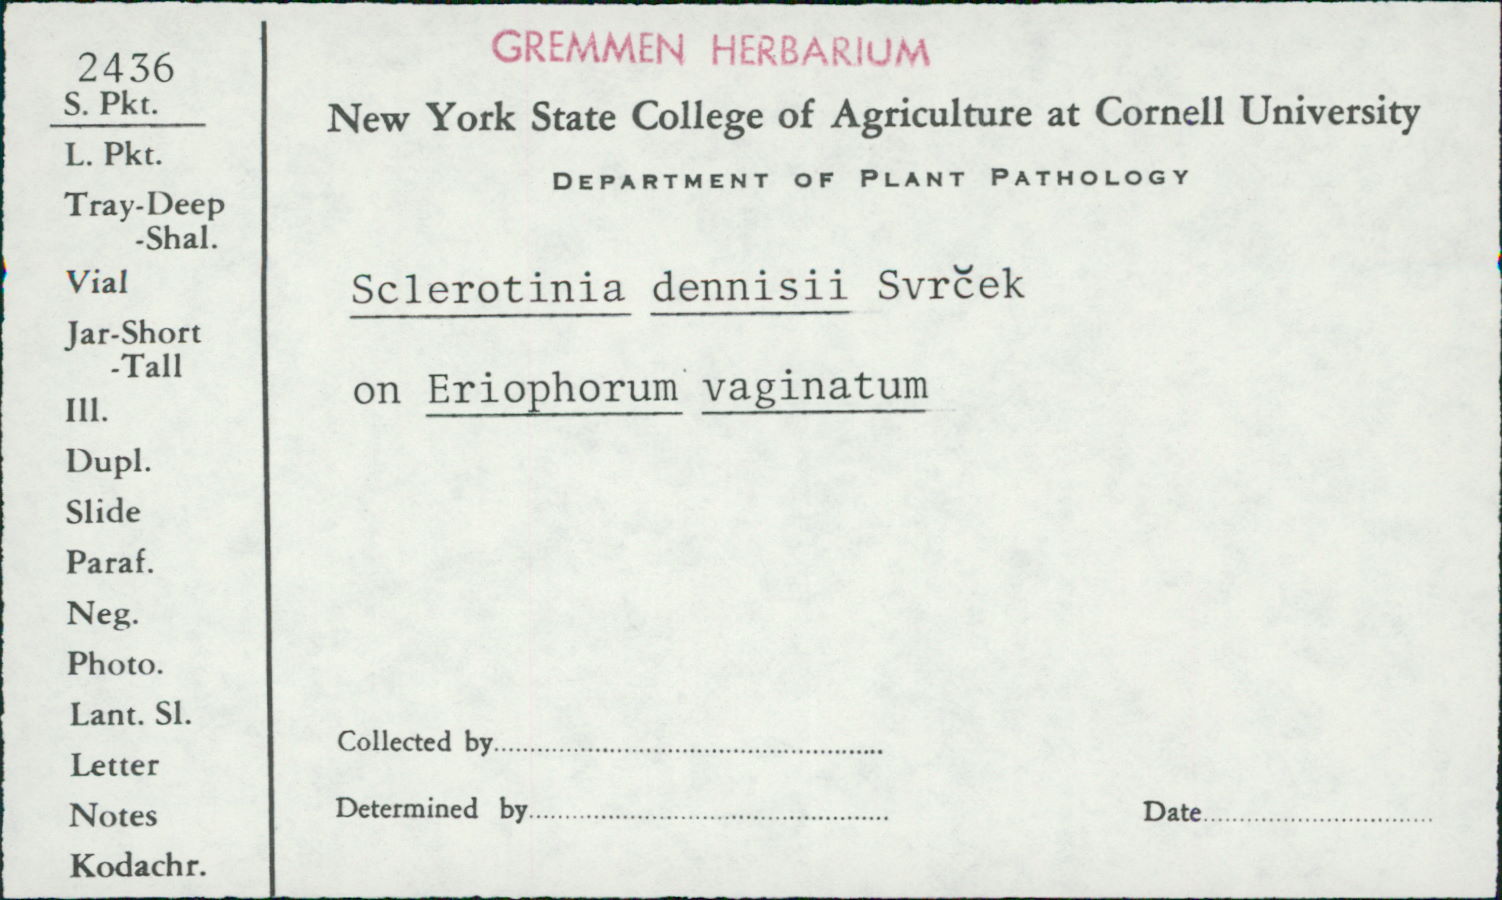 2436
S. Pkt.
L. Pkt.
Tray-Deep
-Shal.
Vial
Jar-Short
-Tall
Ill.
Dupl.
Slide
Paraf.
Neg.
Photo.
Lant. Sl.
Letter
Notes
Kodachr.
GREMMEN HERBARIUM
New York State College of Agriculture at Cornell University
DEPARTMENT OF PLANT PATHOLOGY
Sclerotinia dennisii Svrček
on Eriophorum vaginatum
Collected by
Determined by
Date